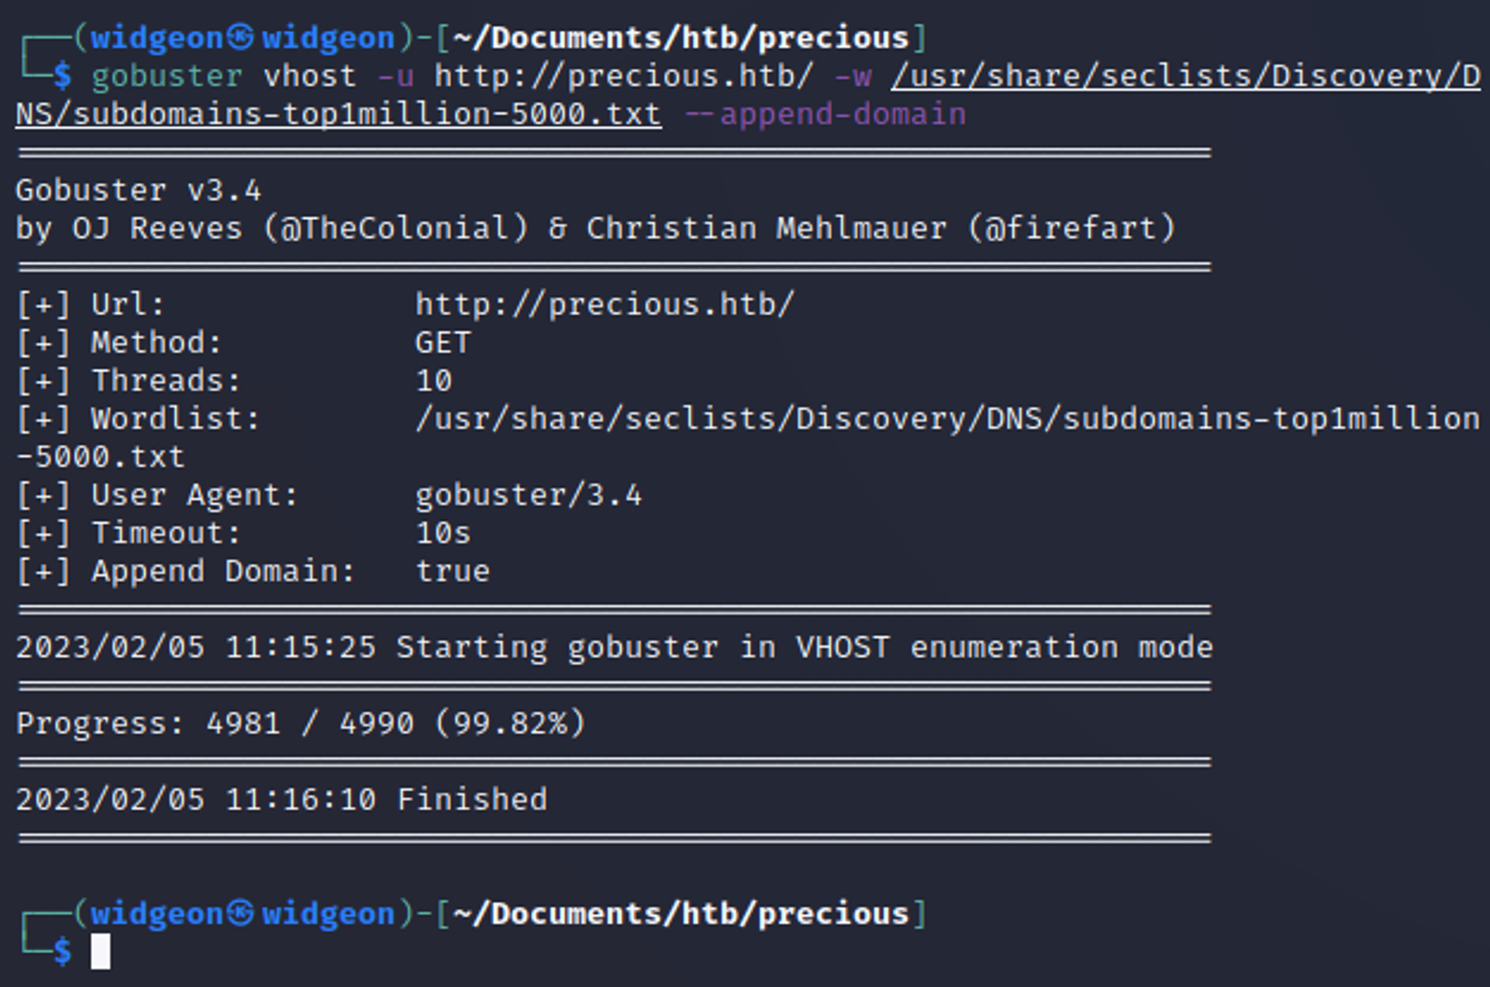 ┌──(widgeon㉿widgeon)-[~/Documents/htb/precious]
└─$ gobuster vhost -u http://precious.htb/ -w /usr/share/seclists/Discovery/D
NS/subdomains-top1million-5000.txt --append-domain
===============================================================
Gobuster v3.4
by OJ Reeves (@TheColonial) & Christian Mehlmauer (@firefart)
===============================================================
[+] Url:             http://precious.htb/
[+] Method:          GET
[+] Threads:         10
[+] Wordlist:        /usr/share/seclists/Discovery/DNS/subdomains-top1million
-5000.txt
[+] User Agent:      gobuster/3.4
[+] Timeout:         10s
[+] Append Domain:   true
===============================================================
2023/02/05 11:15:25 Starting gobuster in VHOST enumeration mode
===============================================================
Progress: 4981 / 4990 (99.82%)
===============================================================
2023/02/05 11:16:10 Finished
===============================================================
┌──(widgeon㉿widgeon)-[~/Documents/htb/precious]
└─$